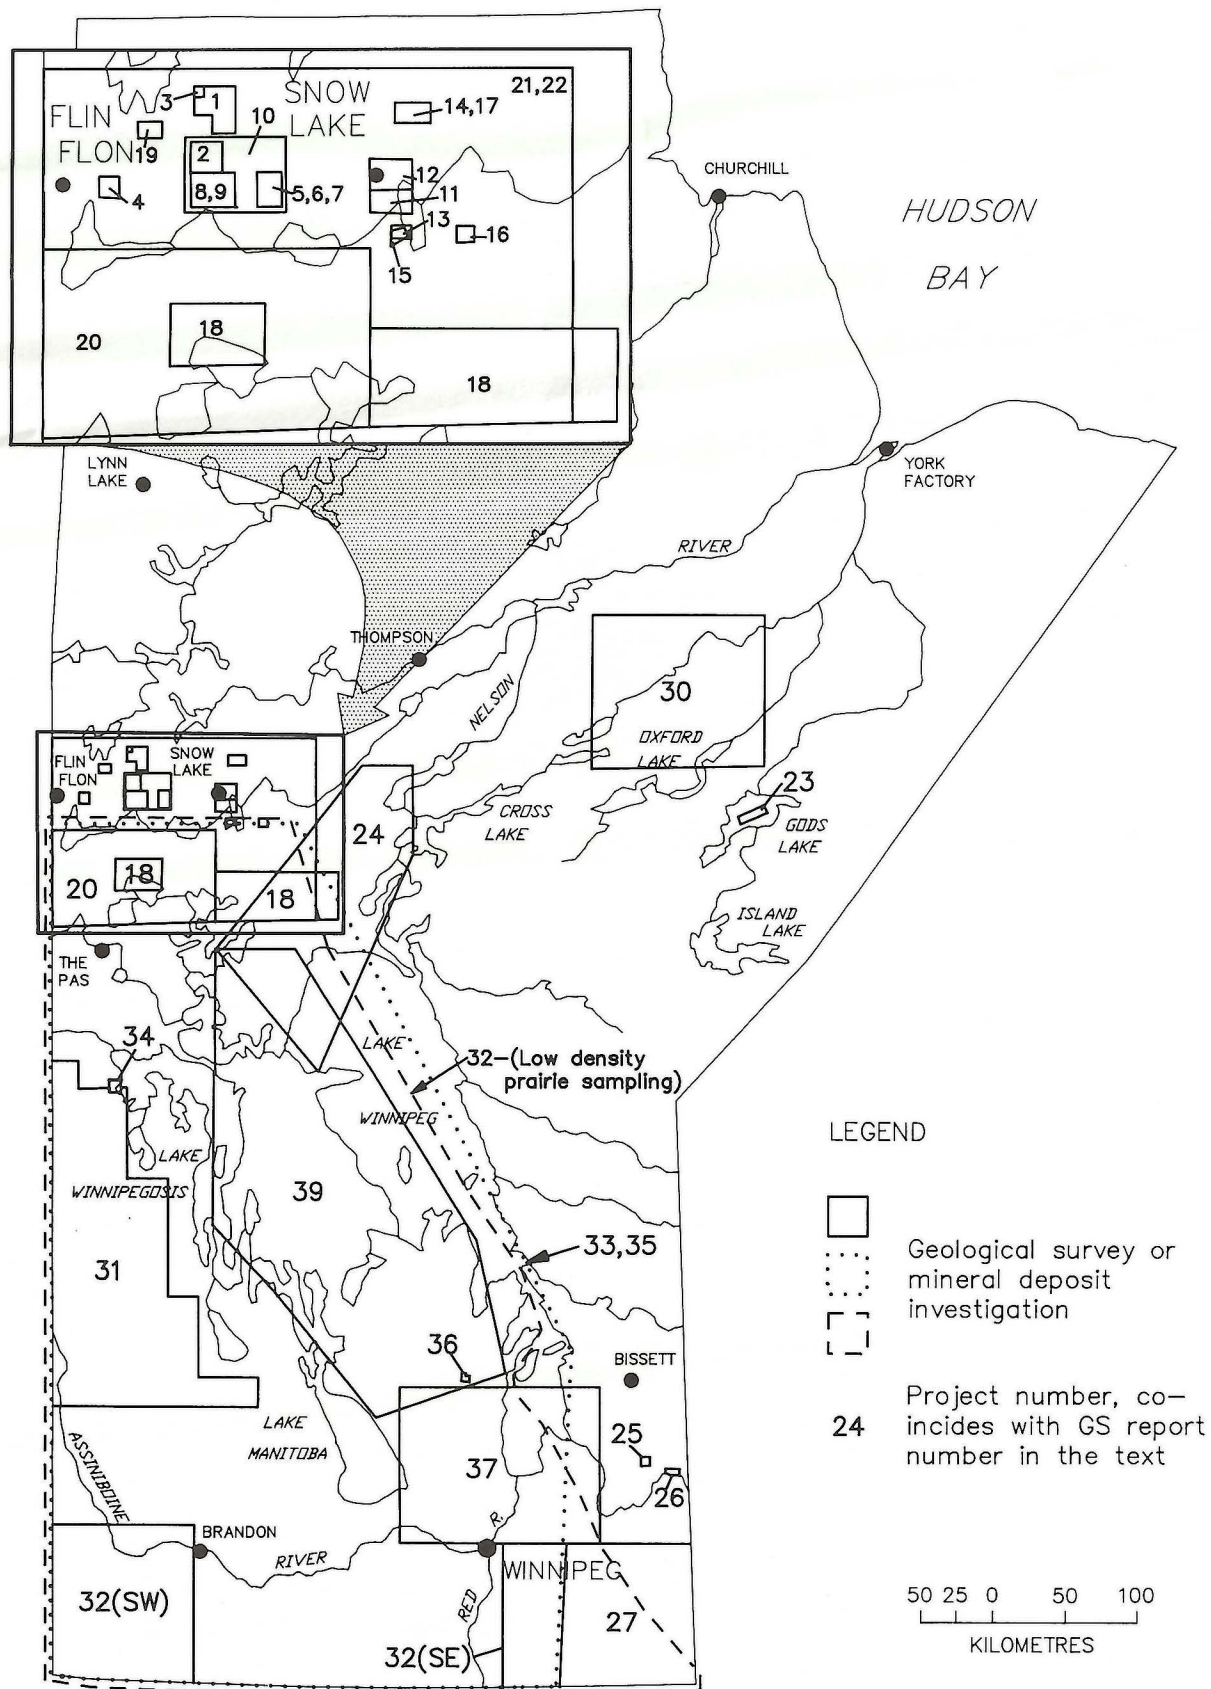 FLIN
FLON
SNOW
LAKE
21,22
3
1
10
14,17
19
2
12
4
8,9
5,6,7
11
13
16
15
20
18
18
CHURCHILL
HUDSON
BAY
LYNN
LAKE
YORK
FACTORY
RIVER
THOMPSON
NELSON
30
OXFORD
LAKE
FLIN
FLON
SNOW
LAKE
23
GODS
LAKE
CROSS
LAKE
24
20
18
18
ISLAND
LAKE
THE
PAS
34
LAKE
32-(Low density
prairie sampling)
WINNIPEG
LAKE
WINNIPEGOSIS
39
33,35
31
36
BISSETT
LAKE
MANITOBA
25
26
37
ASSINIBOINE
R.
BRANDON
RIVER
WINNIPEG
RED
32(SW)
32(SE)
27
LEGEND
Geological survey or
mineral deposit
investigation
24
Project number, co-
incides with GS report
number in the text
50 25 0 50 100
KILOMETRES